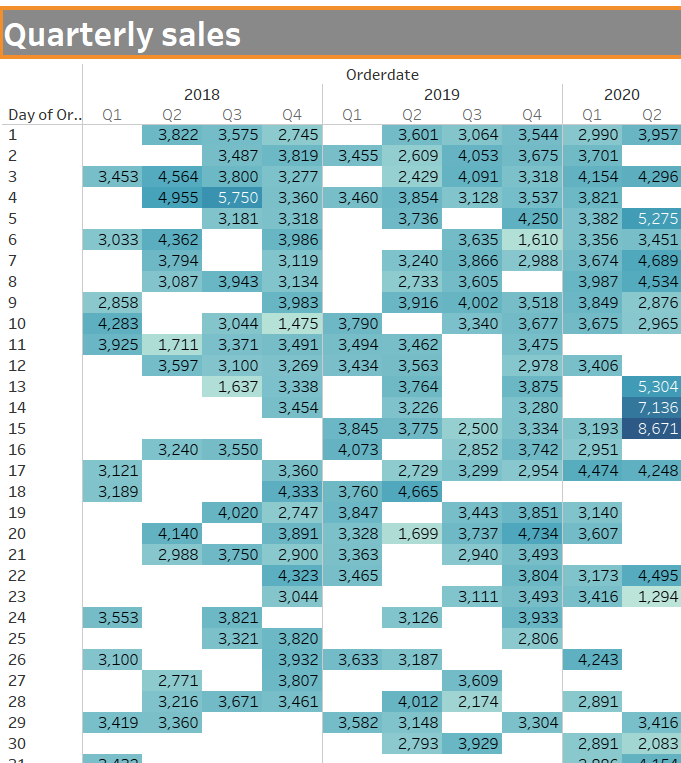 Quarterly sales
Orderdate
2018 2019 2020
Day of Or.. Q1 Q2 Q3 Q4 Q1 Q2 Q3 Q4 Q1 Q2
1 3,822 3,575 2,745 3,601 3,064 3,544 2,990 3,957
2 3,487 3,819 3,455 2,609 4,053 3,675 3,701
3 3,453 4,564 3,800 3,277 2,429 4,091 3,318 4,154 4,296
4 4,955 5,750 3,360 3,460 3,854 3,128 3,537 3,821
5 3,181 3,318 3,736 4,250 3,382 5,275
6 3,033 4,362 3,986 3,635 1,610 3,356 3,451
7 3,794 3,119 3,240 3,866 2,988 3,674 4,689
8 3,087 3,943 3,134 2,733 3,605 3,987 4,534
9 2,858 3,983 3,916 4,002 3,518 3,849 2,876
10 4,283 3,044 1,475 3,790 3,340 3,677 3,675 2,965
11 3,925 1,711 3,371 3,491 3,494 3,462 3,475
12 3,597 3,100 3,269 3,434 3,563 2,978 3,406
13 1,637 3,338 3,764 3,875 5,304
14 3,454 3,226 3,280 7,136
15 3,845 3,775 2,500 3,334 3,193 8,671
16 3,240 3,550 4,073 2,852 3,742 2,951
17 3,121 3,360 2,729 3,299 2,954 4,474 4,248
18 3,189 4,333 3,760 4,665
19 4,020 2,747 3,847 3,443 3,851 3,140
20 4,140 3,891 3,328 1,699 3,737 4,734 3,607
21 2,988 3,750 2,900 3,363 2,940 3,493
22 4,323 3,465 3,804 3,173 4,495
23 3,044 3,111 3,493 3,416 1,294
24 3,553 3,821 3,126 3,933
25 3,321 3,820 2,806
26 3,100 3,932 3,633 3,187 4,243
27 2,771 3,807 3,609
28 3,216 3,671 3,461 4,012 2,174 2,891
29 3,419 3,360 3,582 3,148 3,304 3,416
30 2,793 3,929 2,891 2,083